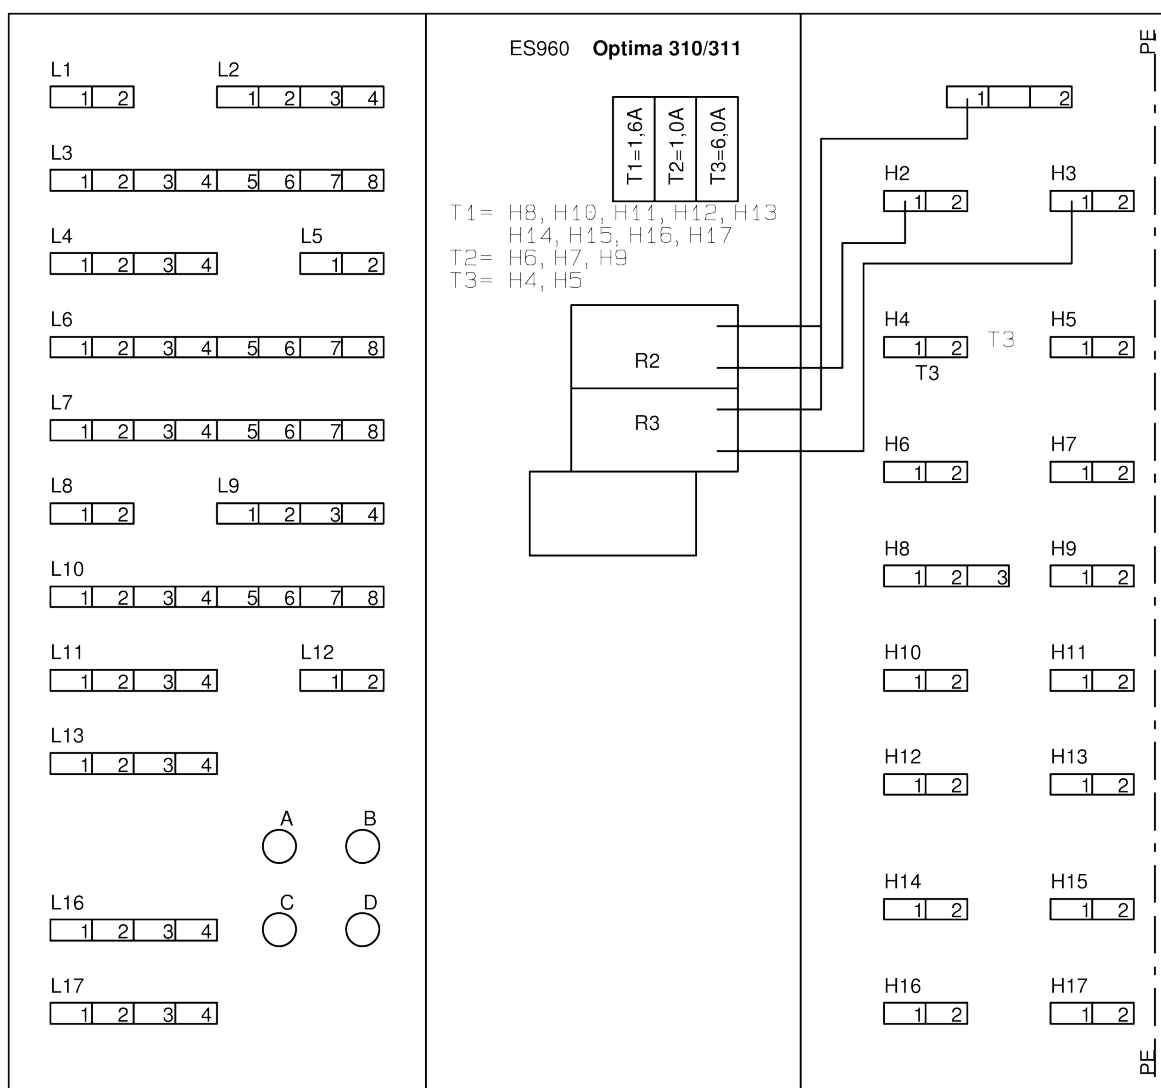 ES960 Optima 310/311
PE
L1 L2
1 2 1 2 3 4
L3
1 2 3 4 5 6 7 8
L4 L5
1 2 3 4 1 2
L6
1 2 3 4 5 6 7 8
L7
1 2 3 4 5 6 7 8
L8 L9
1 2 1 2 3 4
L10
1 2 3 4 5 6 7 8
L11 L12
1 2 3 4 1 2
L13
1 2 3 4
A B
C D
L16
1 2 3 4
L17
1 2 3 4
T1=1,6A
T2=1,0A
T3=6,0A
T1= H8, H10, H11, H12, H13
H14, H15, H16, H17
T2= H6, H7, H9
T3= H4, H5
R2
R3
1 2
H2 H3
1 2 1 2
H4 T3 H5
1 2 1 2
T3
H6 H7
1 2 1 2
H8 H9
1 2 3 1 2
H10 H11
1 2 1 2
H12 H13
1 2 1 2
H14 H15
1 2 1 2
H16 H17
1 2 1 2
PE